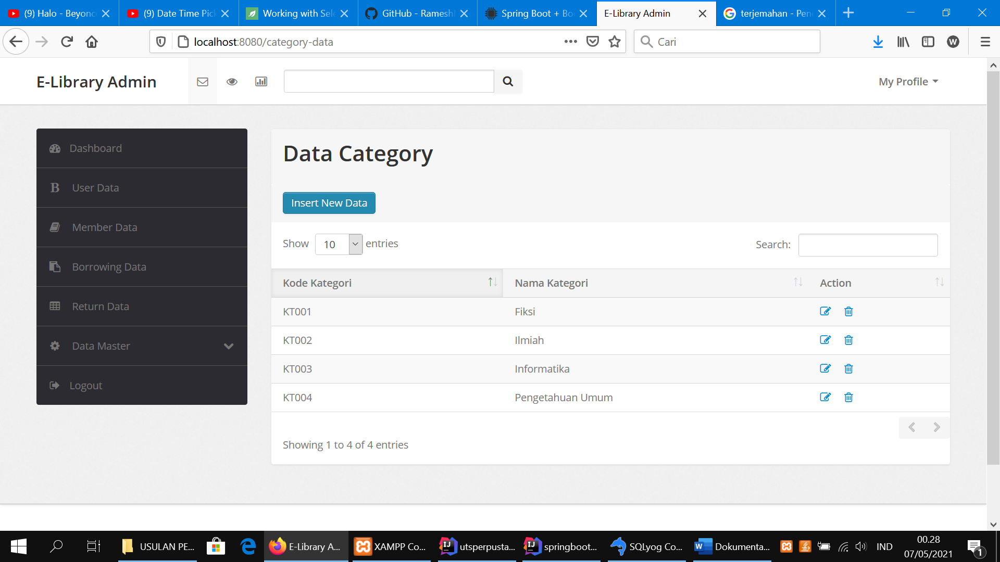 (9) Halo - Beyonc
(9) Date Time Pick
Working with Sele
GitHub - Ramesh
Spring Boot + Bo
E-Library Admin
terjemahan - Pen
localhost:8080/category-data
Cari
W
E-Library Admin
My Profile
Dashboard
B User Data
Member Data
Borrowing Data
Return Data
Data Master
Logout
Data Category
Insert New Data
Show 10 entries
Search:
Kode Kategori Nama Kategori Action
KT001 Fiksi
KT002 Ilmiah
KT003 Informatika
KT004 Pengetahuan Umum
Showing 1 to 4 of 4 entries
USULAN PE...
E-Library A...
XAMPP Co...
utsperpusta...
springboot...
SQLyog Co...
Dokumenta...
IND
00.28
07/05/2021
1